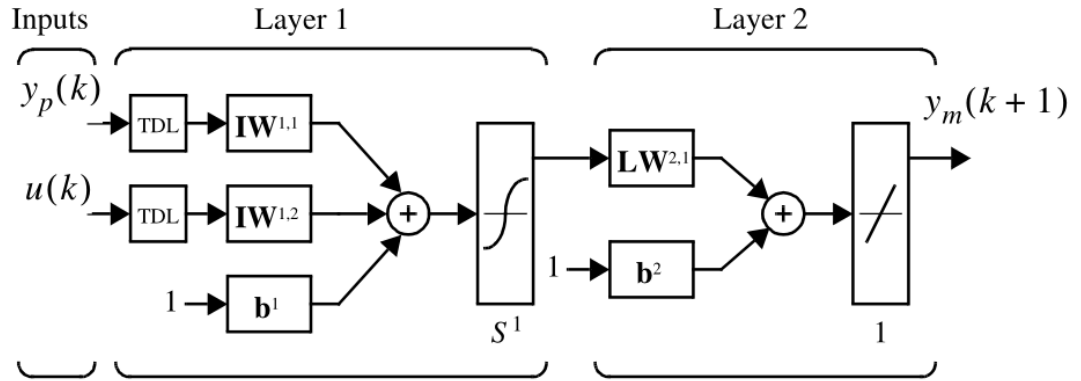 Inputs Layer 1 Layer 2
y_p(k) y_m(k + 1)
TDL IW^{1,1}
LW^{2,1}
u(k)
TDL IW^{1,2} + +
1 b^1 1 b^2
S^1 1